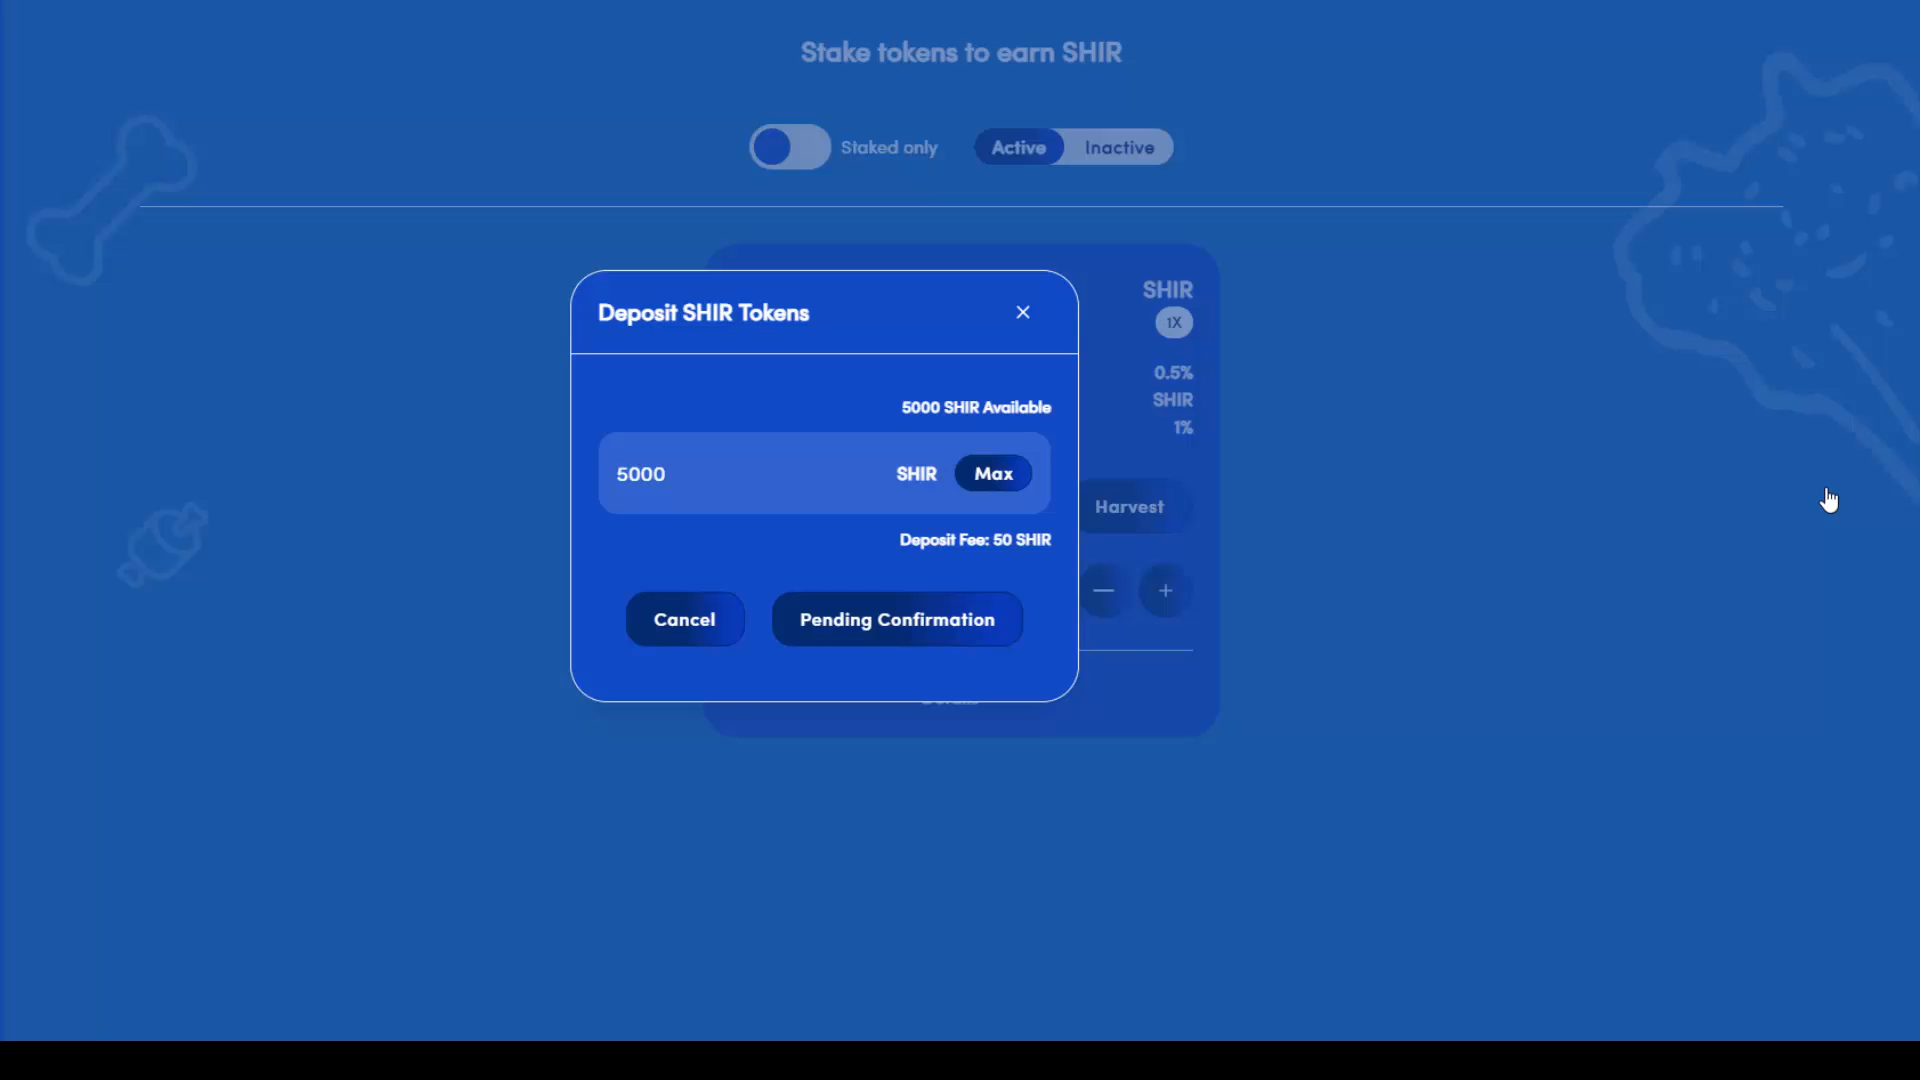 Stake tokens to earn SHIR
Staked only
Active
Inactive
SHIR
1X
0.5%
SHIR
1%
Harvest
Deposit SHIR Tokens
5000 SHIR Available
5000 SHIR Max
Deposit Fee: 50 SHIR
Cancel
Pending Confirmation